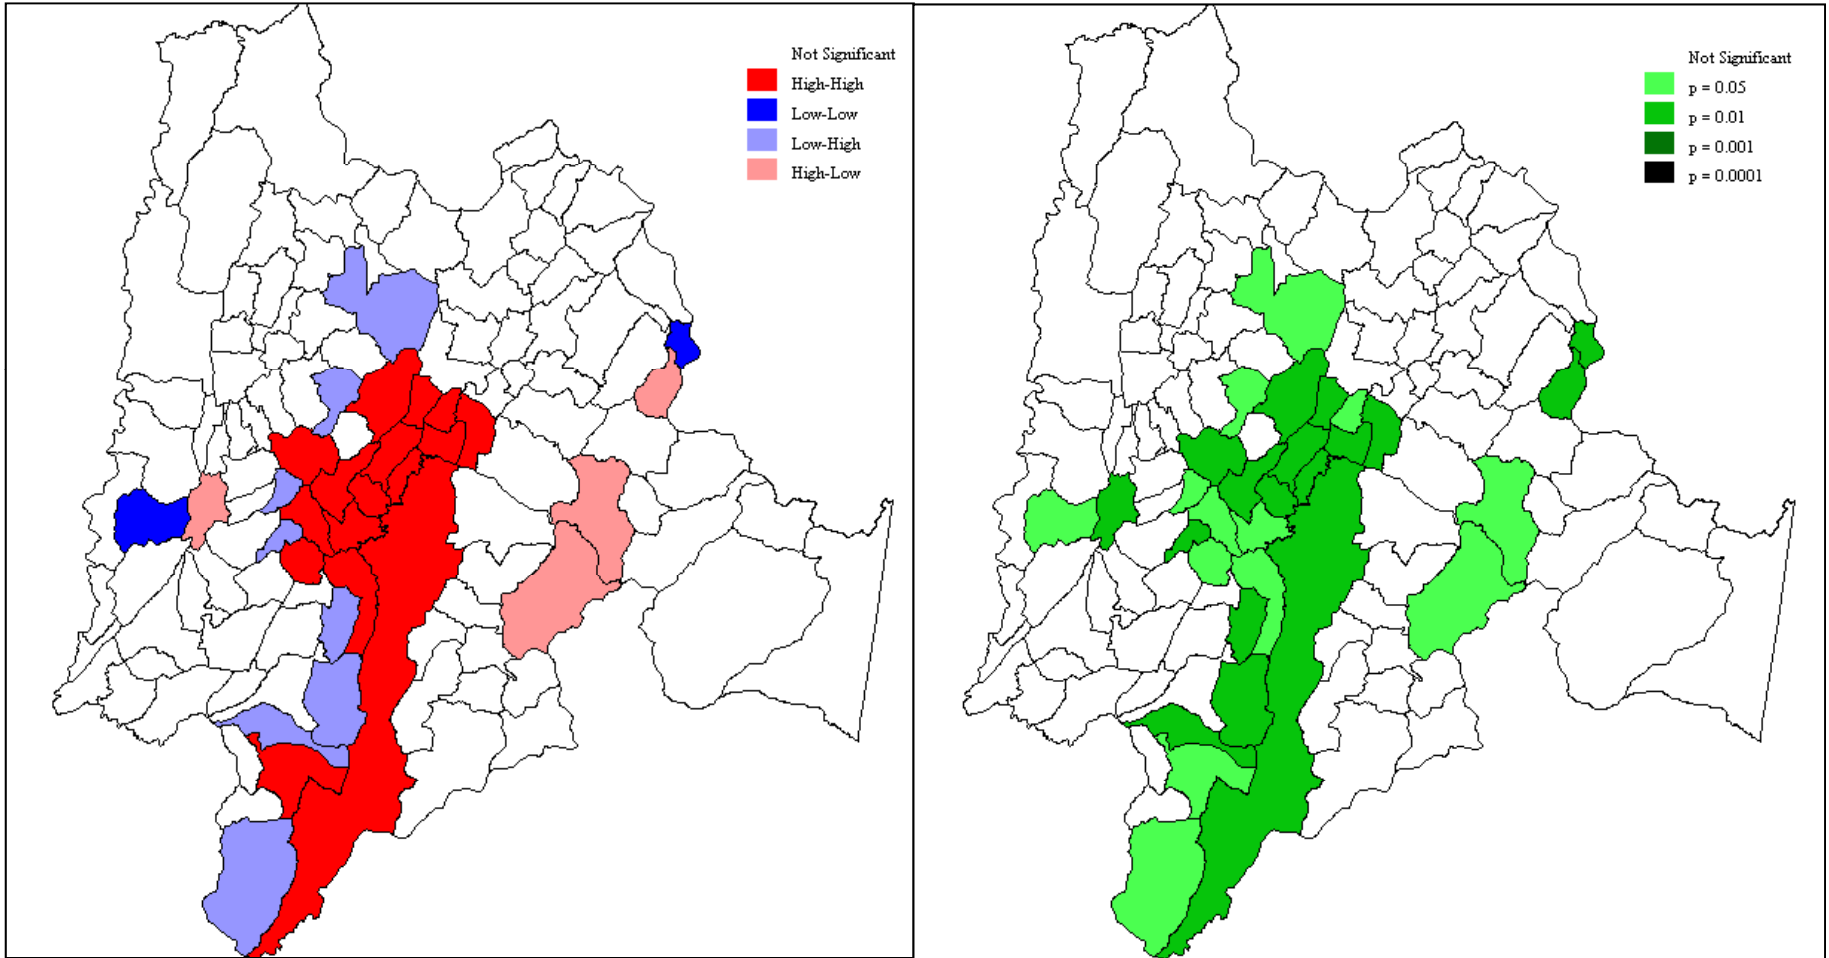 Not Significant
High-High
Low-Low
Low-High
High-Low
Not Significant
p = 0.05
p = 0.01
p = 0.001
p = 0.0001